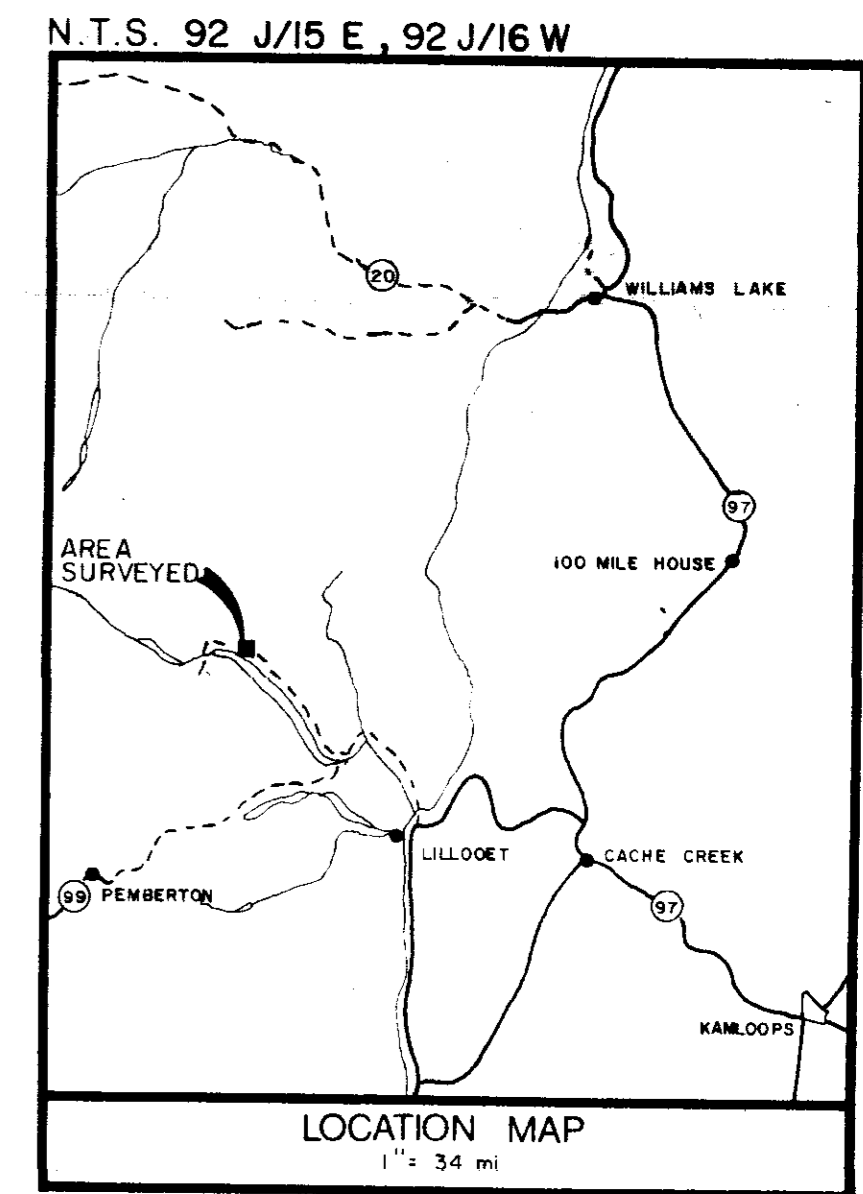 N.T.S. 92 J/15 E , 92 J/16 W
20
WILLIAMS LAKE
97
100 MILE HOUSE
AREA
SURVEYED
LILLOOET
CACHE CREEK
99 PEMBERTON
97
KAMLOOPS
LOCATION MAP
1"= 34 mi